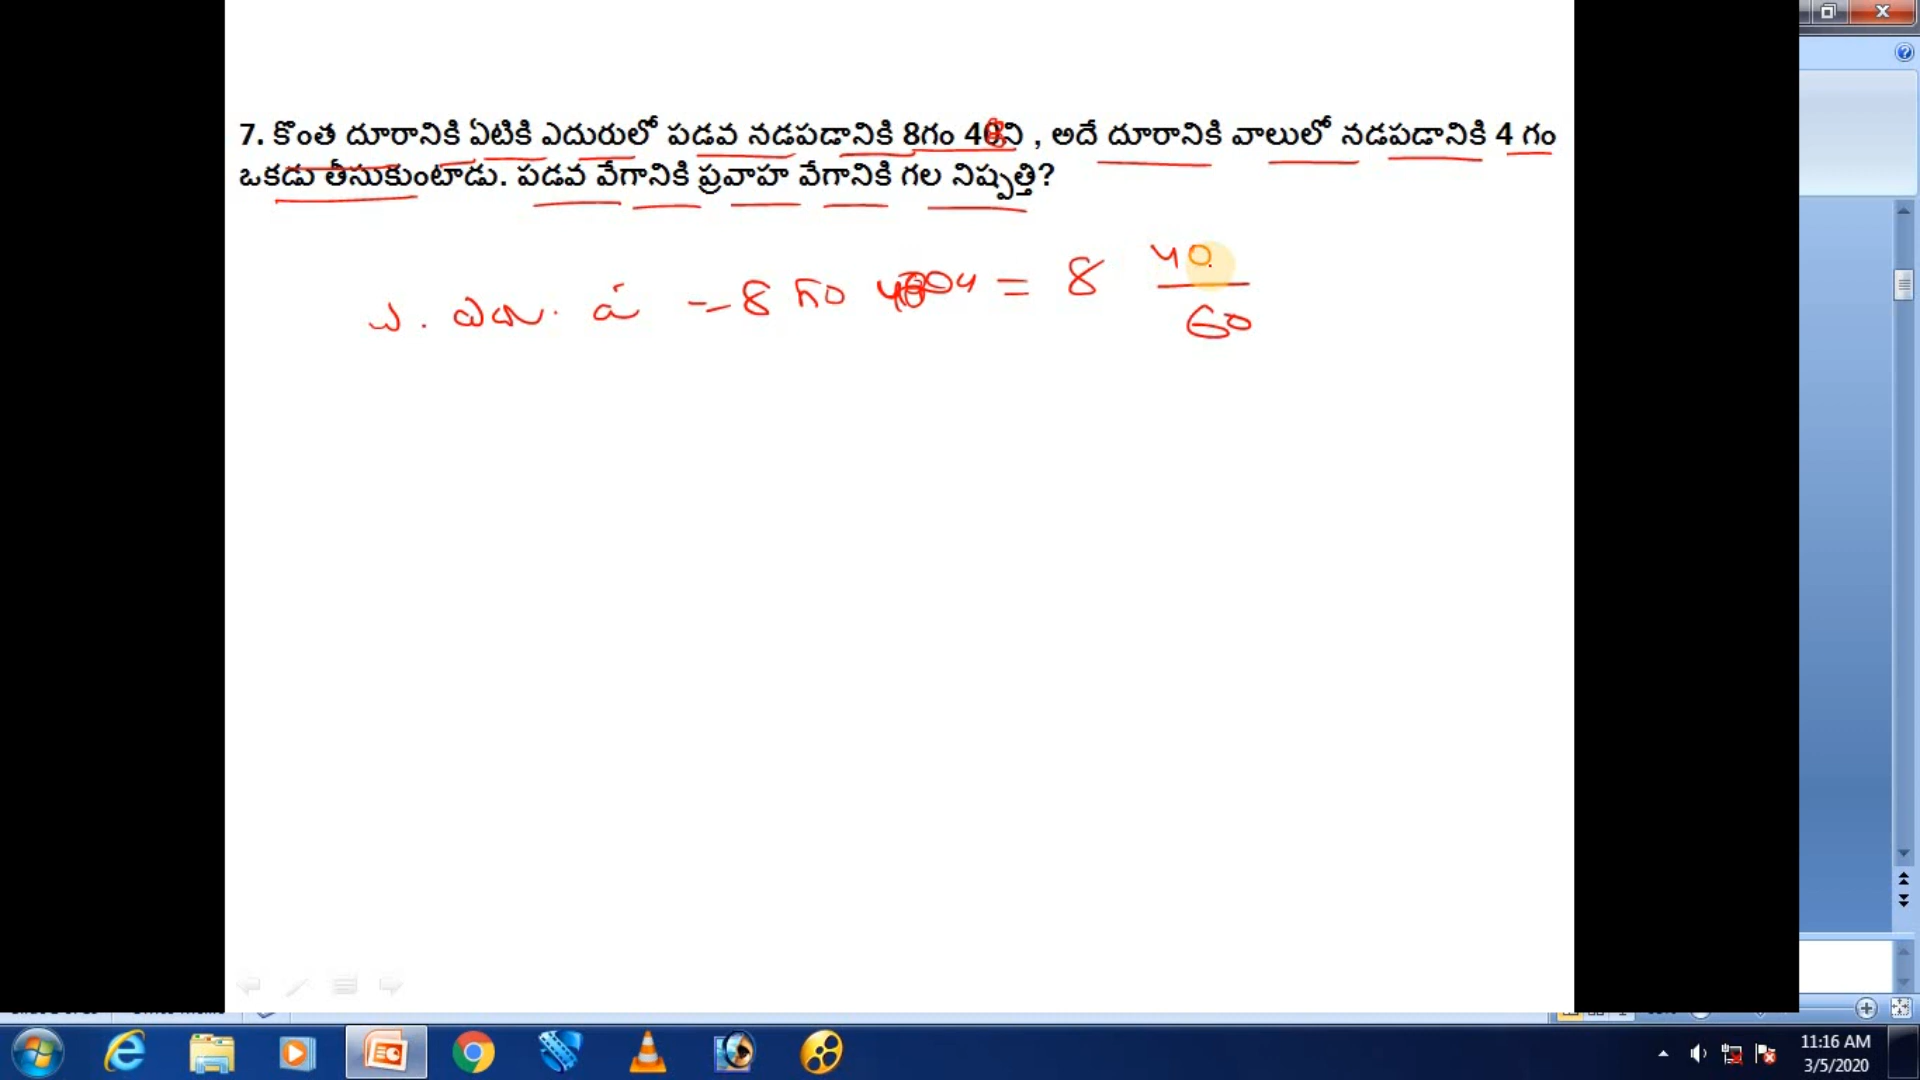 7. కొంత దూరానికి ఏటికి ఎదురులో పడవ నడపడానికి 8గం 48ని , అదే దూరానికి వాలులో నడపడానికి 4 గం
ఒకడు తీసుకుంటాడు. పడవ వేగానికి ప్రవాహ వేగానికి గల నిష్పత్తి?
8 గం
= 8 40
60
11:16 AM
3/5/2020